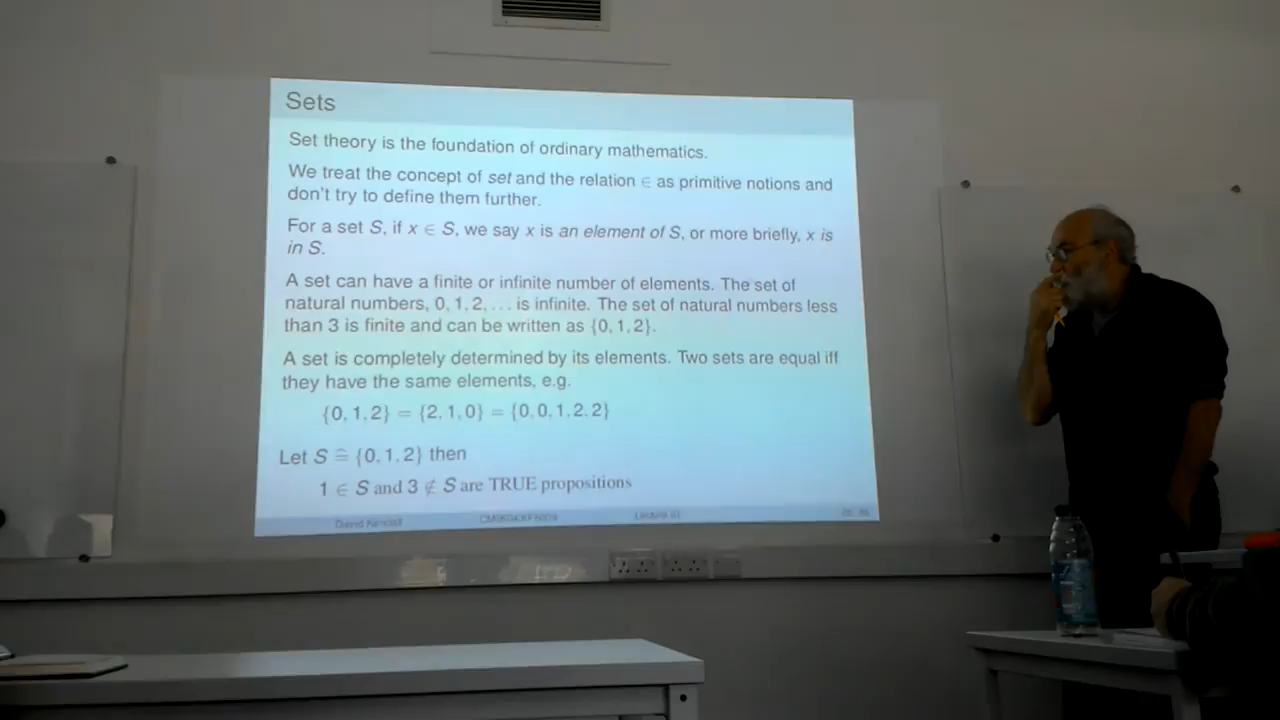 Sets
Set theory is the foundation of ordinary mathematics.
We treat the concept of set and the relation ∈ as primitive notions and
don't try to define them further.
For a set S, if x ∈ S, we say x is an element of S, or more briefly, x is
in S.
A set can have a finite or infinite number of elements. The set of
natural numbers, 0, 1, 2, ... is infinite. The set of natural numbers less
than 3 is finite and can be written as {0, 1, 2}.
A set is completely determined by its elements. Two sets are equal iff
they have the same elements, e.g.
{0, 1, 2} = {2, 1, 0} = {0, 0, 1, 2, 2}
Let S ≙ {0, 1, 2} then
1 ∈ S and 3 ∉ S are TRUE propositions
David Kendall